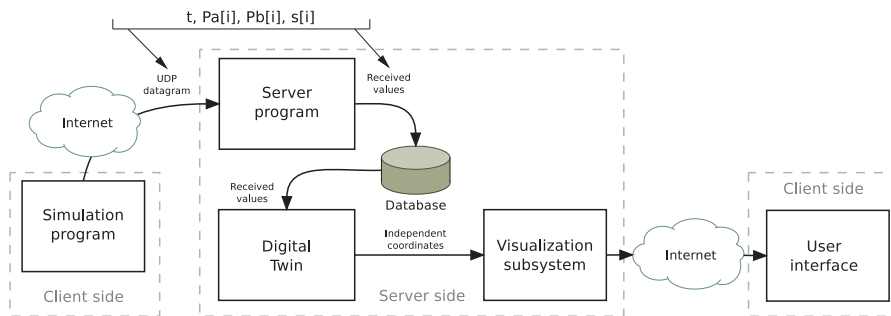 t, Pa[i], Pb[i], s[i]
UDP
datagram
Received
values
Server
program
Internet
Simulation
program
Client side
Database
Received
values
Digital
Twin
Independent
coordinates
Visualization
subsystem
Server side
Internet
Client side
User
interface